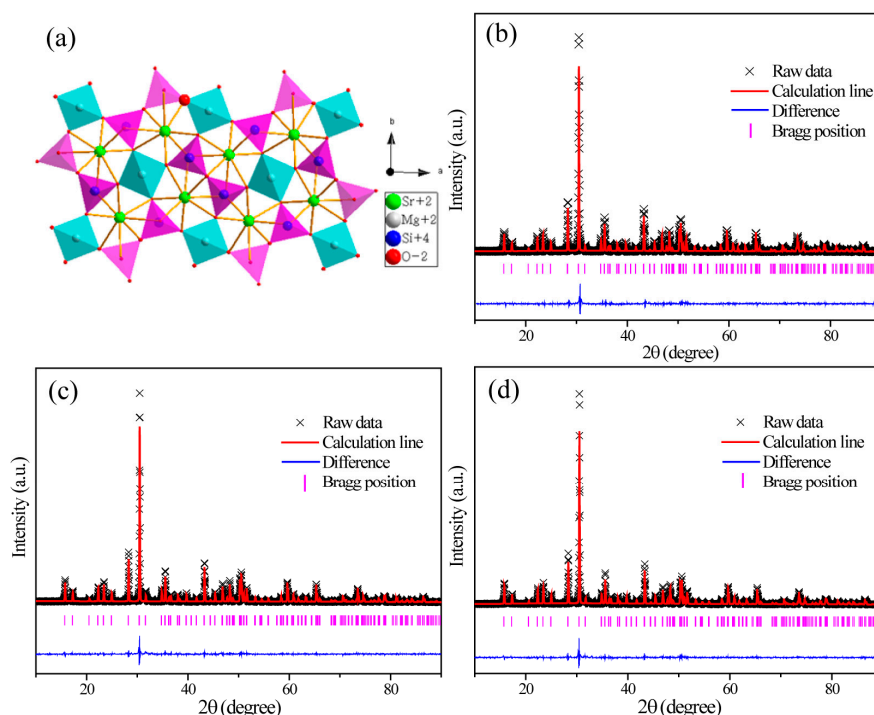 (a)
b
a
Sr+2
Mg+2
Si+4
O-2
(b)
Raw data
Calculation line
Difference
Bragg position
Intensity (a.u.)
20 40 60 80
2θ (degree)
(c)
Raw data
Calculation line
Difference
Bragg position
Intensity (a.u.)
20 40 60 80
2θ (degree)
(d)
Raw data
Calculation line
Difference
Bragg position
Intensity (a.u.)
20 40 60 80
2θ (degree)